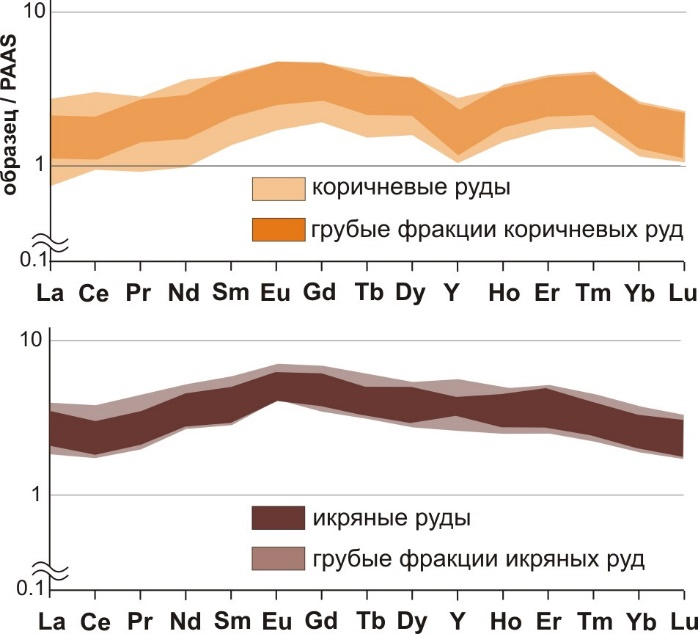 10
образец / PAAS
1
коричневые руды
грубые фракции коричневых руд
0.1
La Ce Pr Nd Sm Eu Gd Tb Dy Y Ho Er Tm Yb Lu
10
1
икряные руды
грубые фракции икряных руд
0.1
La Ce Pr Nd Sm Eu Gd Tb Dy Y Ho Er Tm Yb Lu